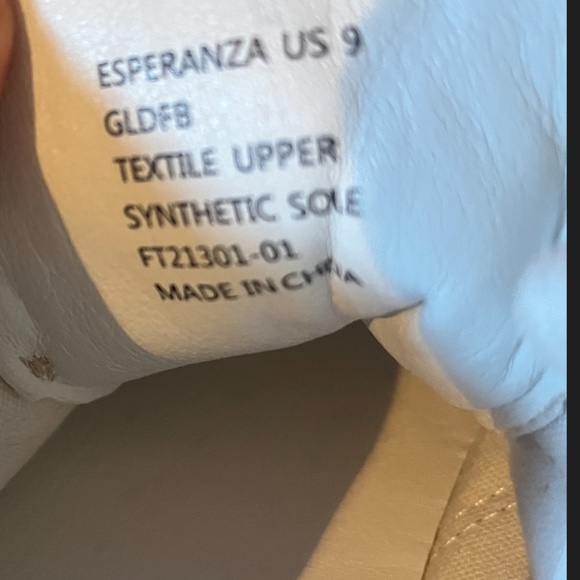 ESPERANZA US 9
GLDFB
TEXTILE UPPER
SYNTHETIC SOLE
FT21301-01
MADE IN CHINA